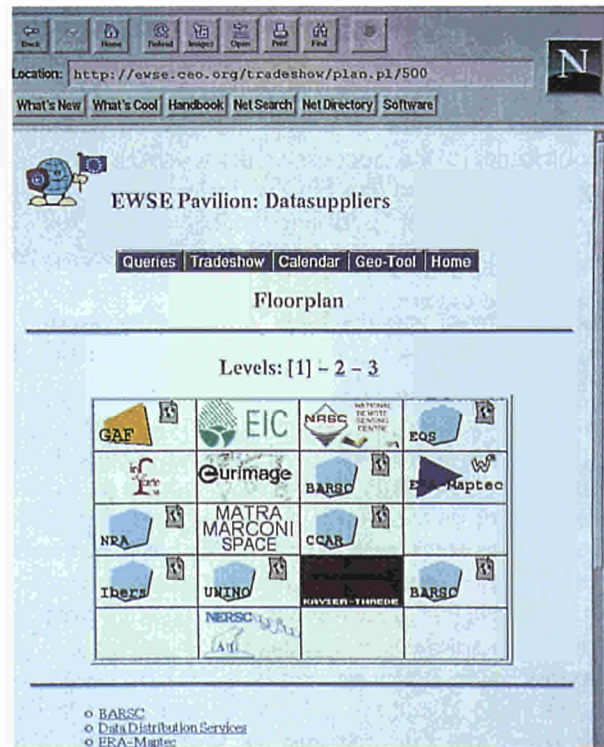 Back Home Reload Images Open Print Find
N
Location: http://ewse.ceo.org/tradeshow/plan.pl/500
What's New What's Cool Handbook Net Search Net Directory Software
EWSE Pavilion: Datasuppliers
Queries Tradeshow Calendar Geo-Tool Home
Floorplan
Levels: [1] – 2 – 3
GAF EIC NRSC NATIONAL REMOTE SENSING CENTRE EOS
eurimage BARSC ERA-Maptec
NRA MATRA MARCONI SPACE CCAR
Ibers UNINO KAYSER-THREDE BARSC
NERSC
BARSC
Data Distribution Services
ERA-Maptec